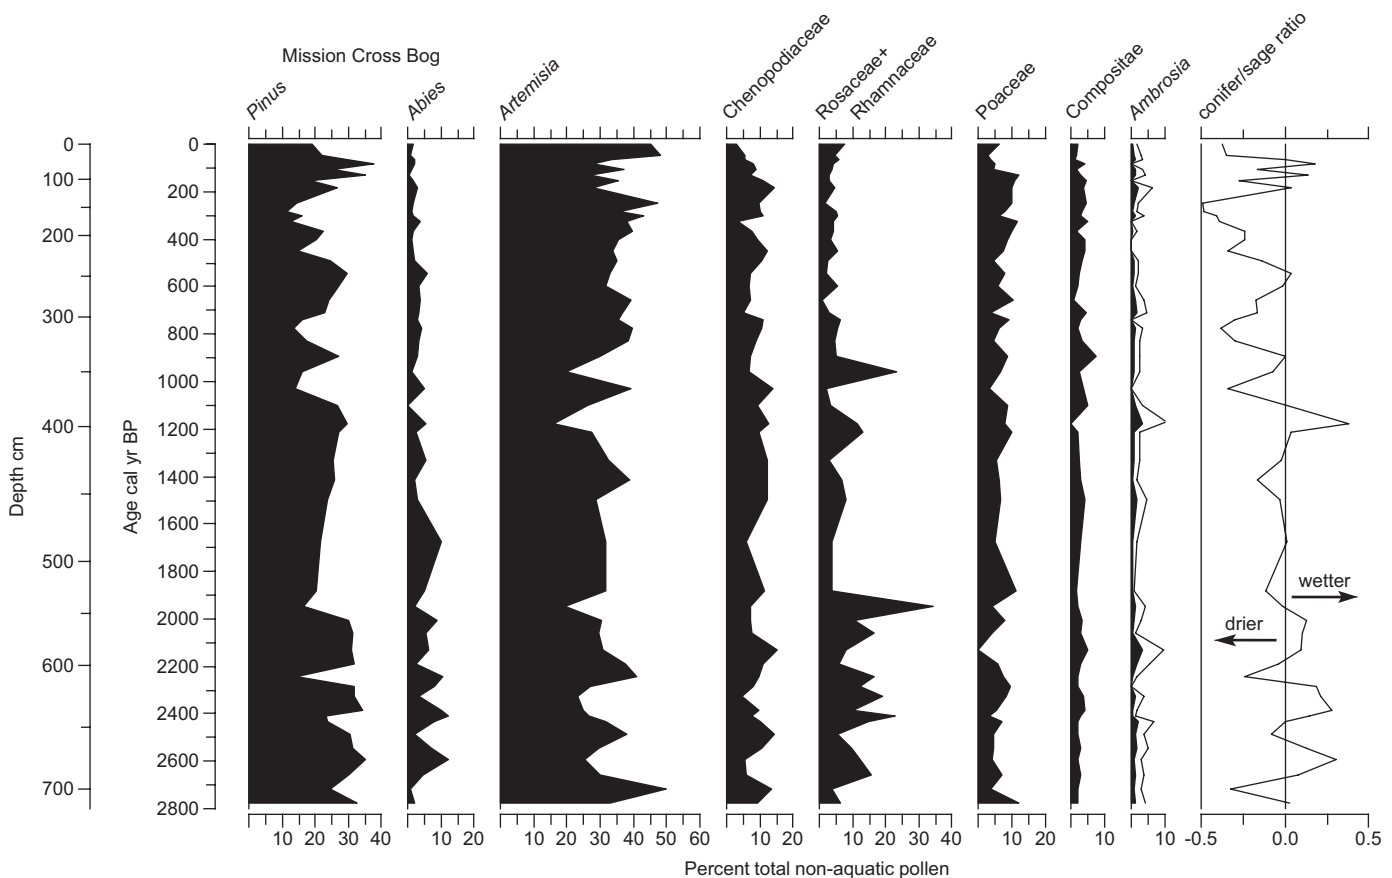 Mission Cross Bog
Pinus
Abies
Artemisia
Chenopodiaceae
Rosaceae+
Rhamnaceae
Poaceae
Compositae
Ambrosia
conifer/sage ratio
Depth cm
0
100
200
300
400
500
600
700
Age cal yr BP
0
200
400
600
800
1000
1200
1400
1600
1800
2000
2200
2400
2600
2800
wetter
drier
10 20 30 40
10 20
10 20 30 40 50 60
10 20
10 20 30 40
10 20
10
10
-0.5 0.0 0.5
Percent total non-aquatic pollen